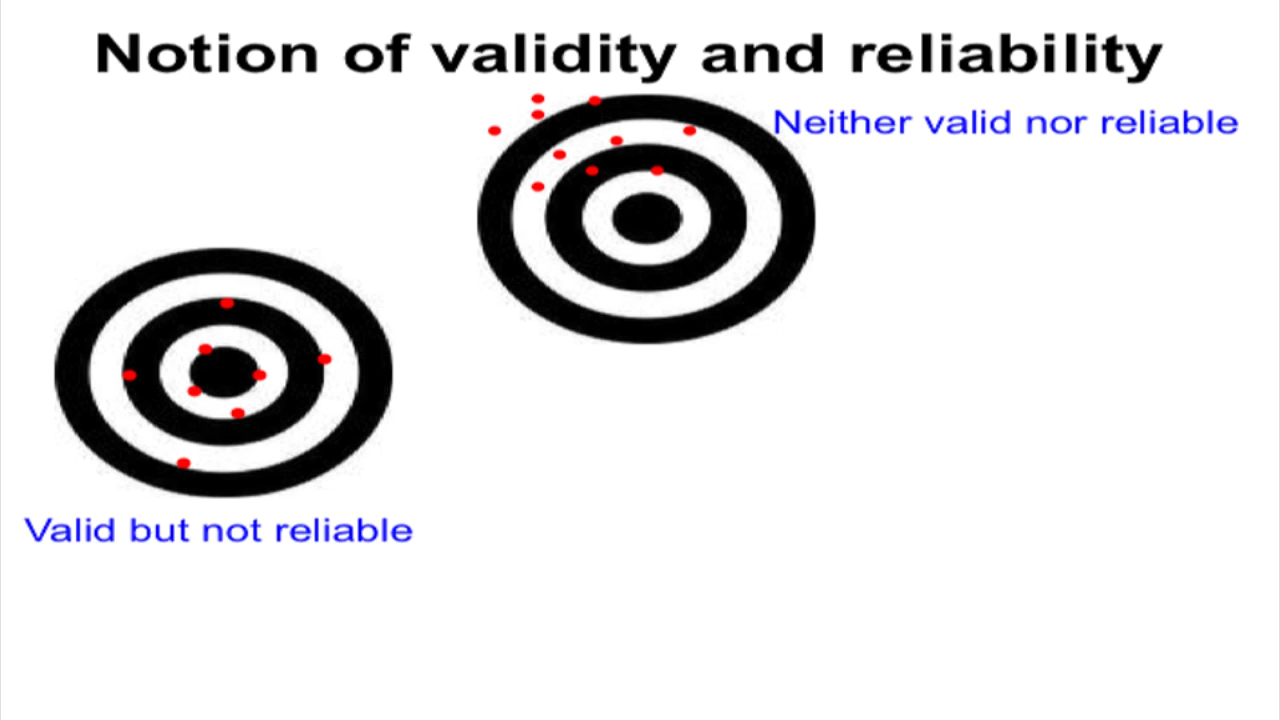 Notion of validity and reliability
Neither valid nor reliable
Valid but not reliable